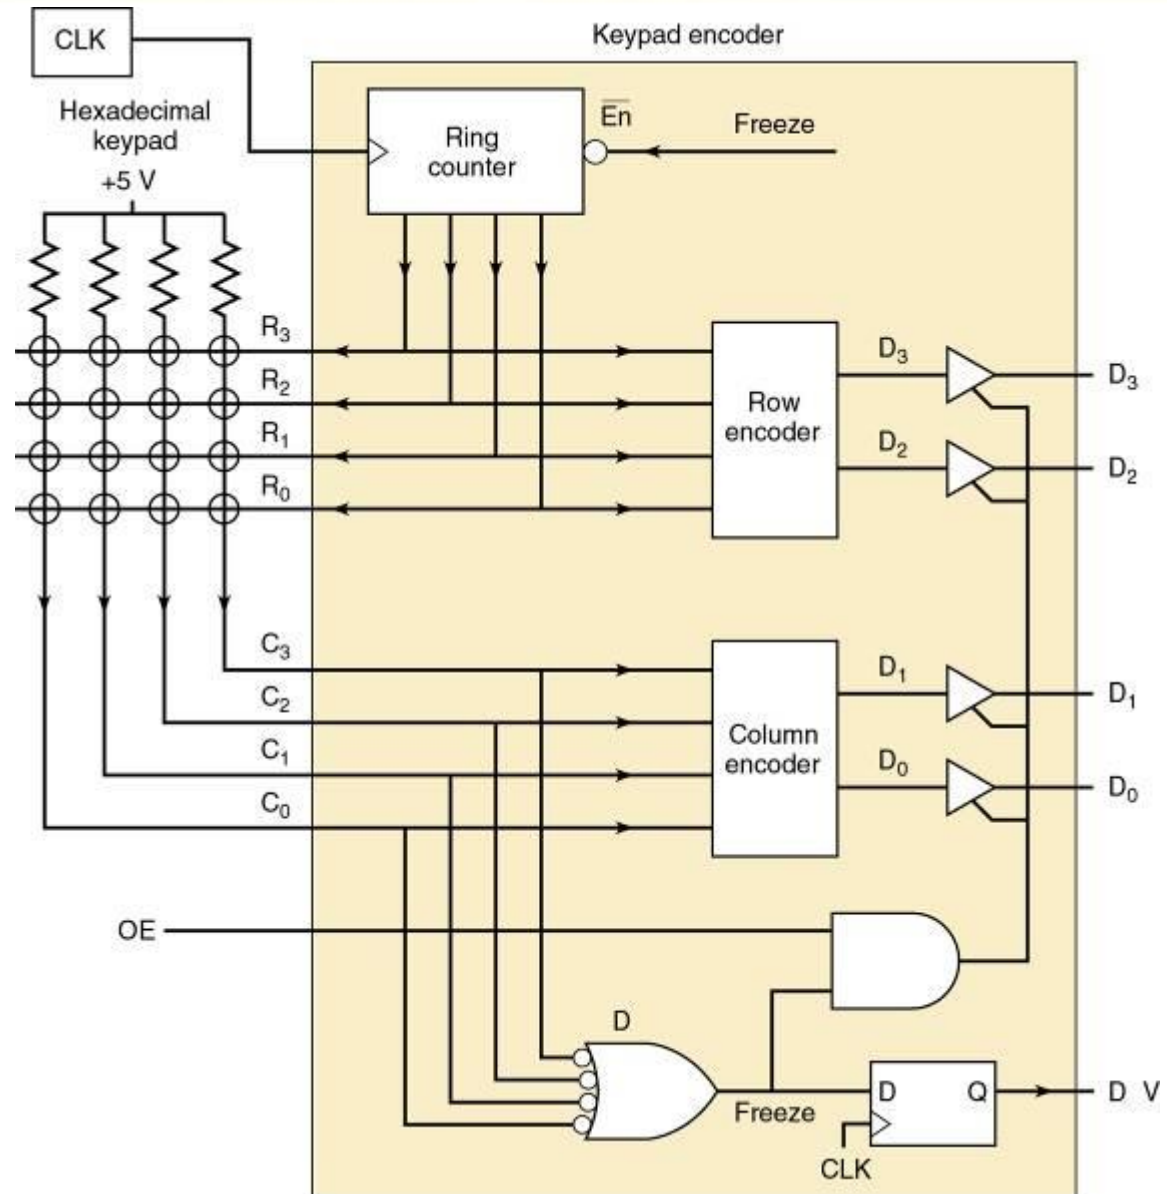 Keypad encoder
CLK
Hexadecimal
keypad
+5 V
Ring
counter
En
Freeze
R3
R2
R1
R0
Row
encoder
D3
D3
D2
D2
C3
C2
C1
C0
Column
encoder
D1
D1
D0
D0
OE
D
Freeze
D Q
D V
CLK